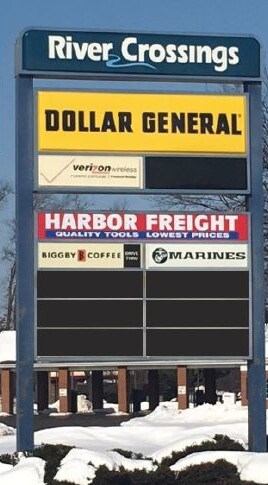 River Crossings
DOLLAR GENERAL
verizon wireless
HARBOR FREIGHT
QUALITY TOOLS LOWEST PRICES
BIGGBY B COFFEE DRIVE THRU MARINES